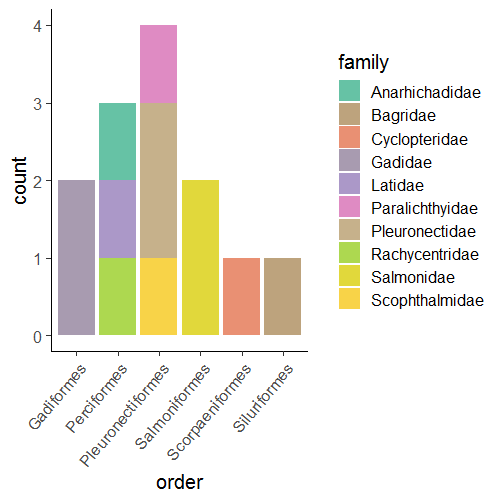 4
3
2
1
0
count
Gadiformes
Perciformes
Pleuronectiformes
Salmoniformes
Scorpaeniformes
Siluriformes
order
family
Anarhichadidae
Bagridae
Cyclopteridae
Gadidae
Latidae
Paralichthyidae
Pleuronectidae
Rachycentridae
Salmonidae
Scophthalmidae